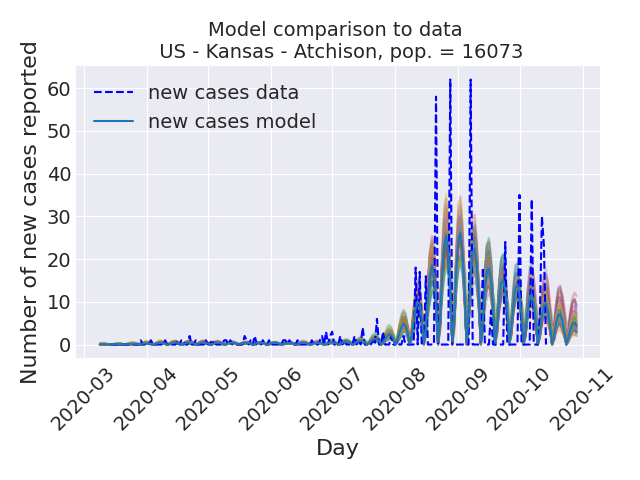 Model comparison to data
US - Kansas - Atchison, pop. = 16073
Number of new cases reported
60
50
40
30
20
10
0
new cases data
new cases model
2020-03
2020-04
2020-05
2020-06
2020-07
2020-08
2020-09
2020-10
2020-11
Day